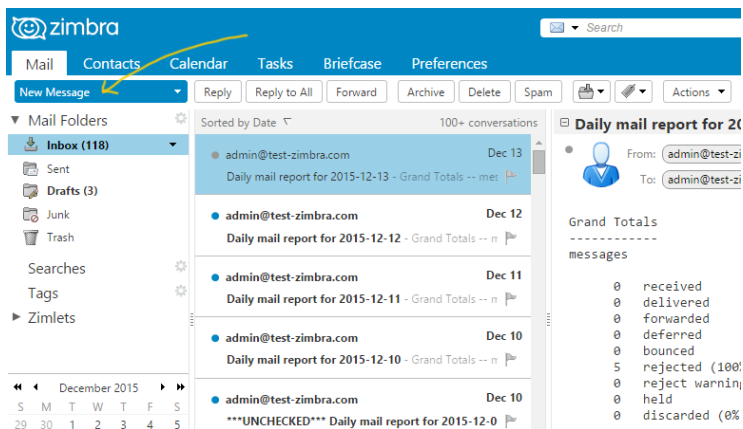 zimbra
Search
Mail Contacts Calendar Tasks Briefcase Preferences
New Message Reply Reply to All Forward Archive Delete Spam Actions
Mail Folders
Inbox (118)
Sent
Drafts (3)
Junk
Trash
Searches
Tags
Zimlets
December 2015
S M T W T F S
29 30 1 2 3 4 5
Sorted by Date 100+ conversations
admin@test-zimbra.com Dec 13
Daily mail report for 2015-12-13 - Grand Totals -- mes
admin@test-zimbra.com Dec 12
Daily mail report for 2015-12-12 - Grand Totals -- m
admin@test-zimbra.com Dec 11
Daily mail report for 2015-12-11 - Grand Totals -- m
admin@test-zimbra.com Dec 10
Daily mail report for 2015-12-10 - Grand Totals -- m
admin@test-zimbra.com Dec 10
***UNCHECKED*** Daily mail report for 2015-12-0
Daily mail report for 20
From: admin@test-zi
To: admin@test-zi
Grand Totals
------------
messages
0 received
0 delivered
0 forwarded
0 deferred
0 bounced
5 rejected (100%
0 reject warning
0 held
0 discarded (0%